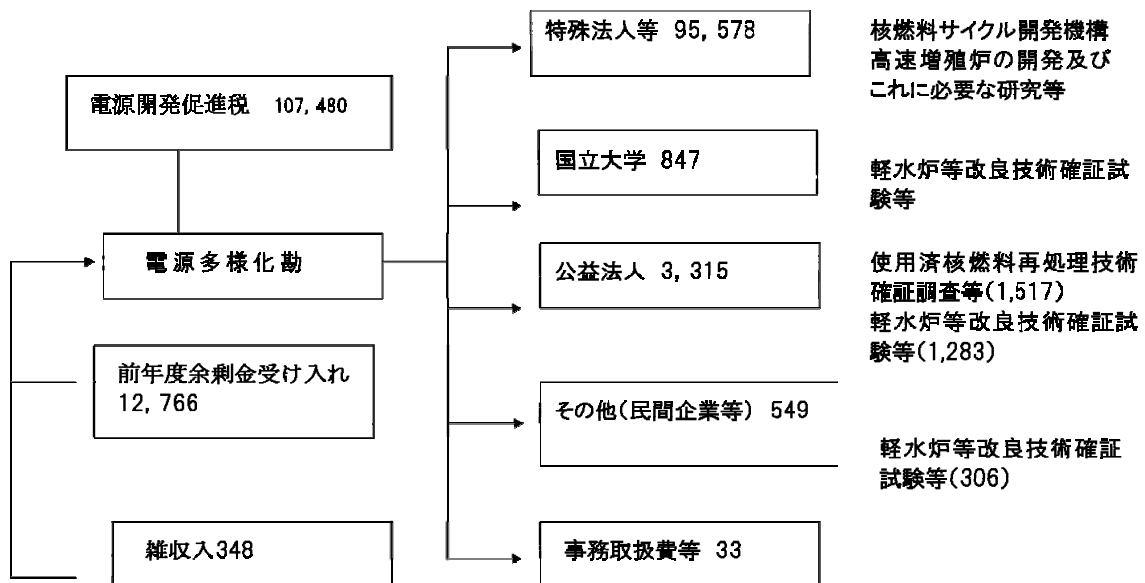 電源開発促進税 107,480
電源多様化勘
前年度余剰金受け入れ
12,766
雑収入348
特殊法人等 95,578
国立大学 847
公益法人 3,315
その他(民間企業等) 549
事務取扱費等 33
核燃料サイクル開発機構
高速増殖炉の開発及び
これに必要な研究等
軽水炉等改良技術確証試
験等
使用済核燃料再処理技術
確証調査等(1,517)
軽水炉等改良技術確証試
験等(1,283)
軽水炉等改良技術確証
試験等(306)